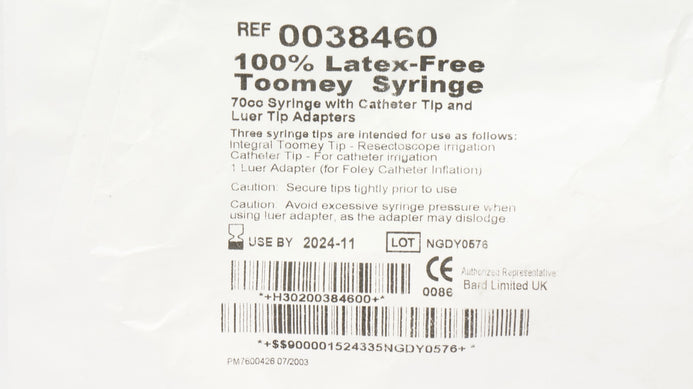 REF 0038460
100% Latex-Free
Toomey Syringe
70cc Syringe with Catheter Tip and
Luer Tip Adapters
Three syringe tips are intended for use as follows:
Integral Toomey Tip - Resectoscope irrigation
Catheter Tip - For catheter irrigation
1 Luer Adapter (for Foley Catheter Inflation)
Caution: Secure tips tightly prior to use
Caution: Avoid excessive syringe pressure when
using luer adapter, as the adapter may dislodge.
USE BY 2024-11 LOT NGDY0576
CE 0086
Authorized Representative:
Bard Limited UK
*+H30200384600+*
*+$$900001524335NGDY0576+ *
PM7600426 07/2003